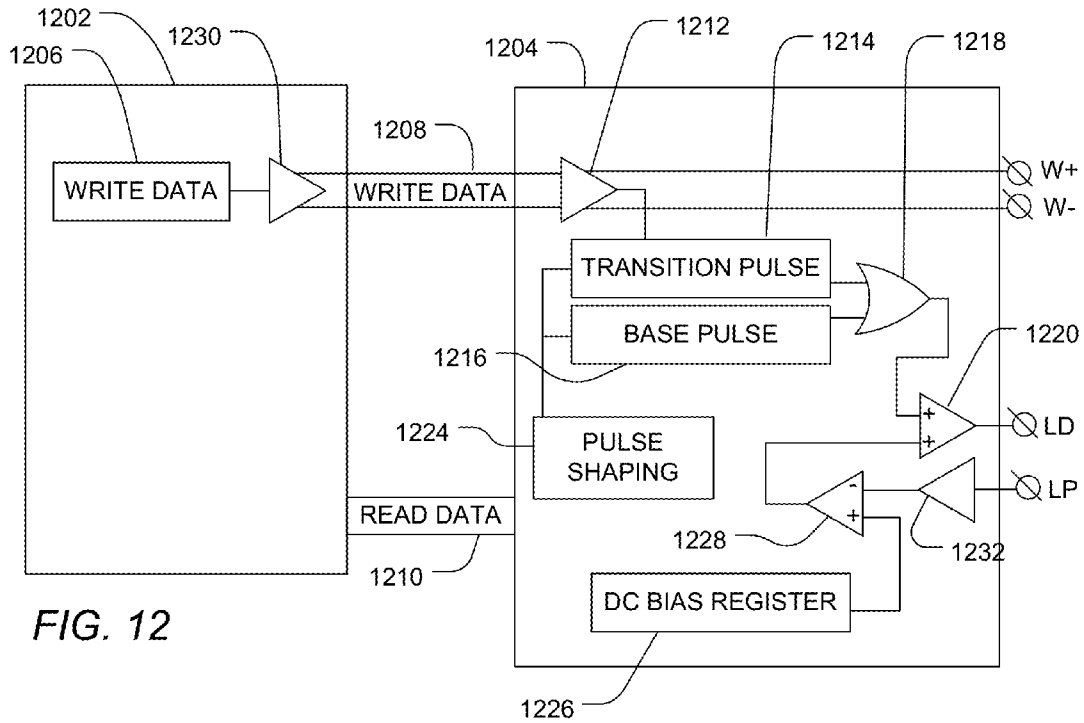 1202
1206
1230
1204
1212
1214
1218
1208
WRITE DATA
WRITE DATA
W+
W-
TRANSITION PULSE
BASE PULSE
1216
1220
+
+
LD
1224
PULSE
SHAPING
-
+
LP
READ DATA
1228
1232
1210
DC BIAS REGISTER
FIG. 12
1226